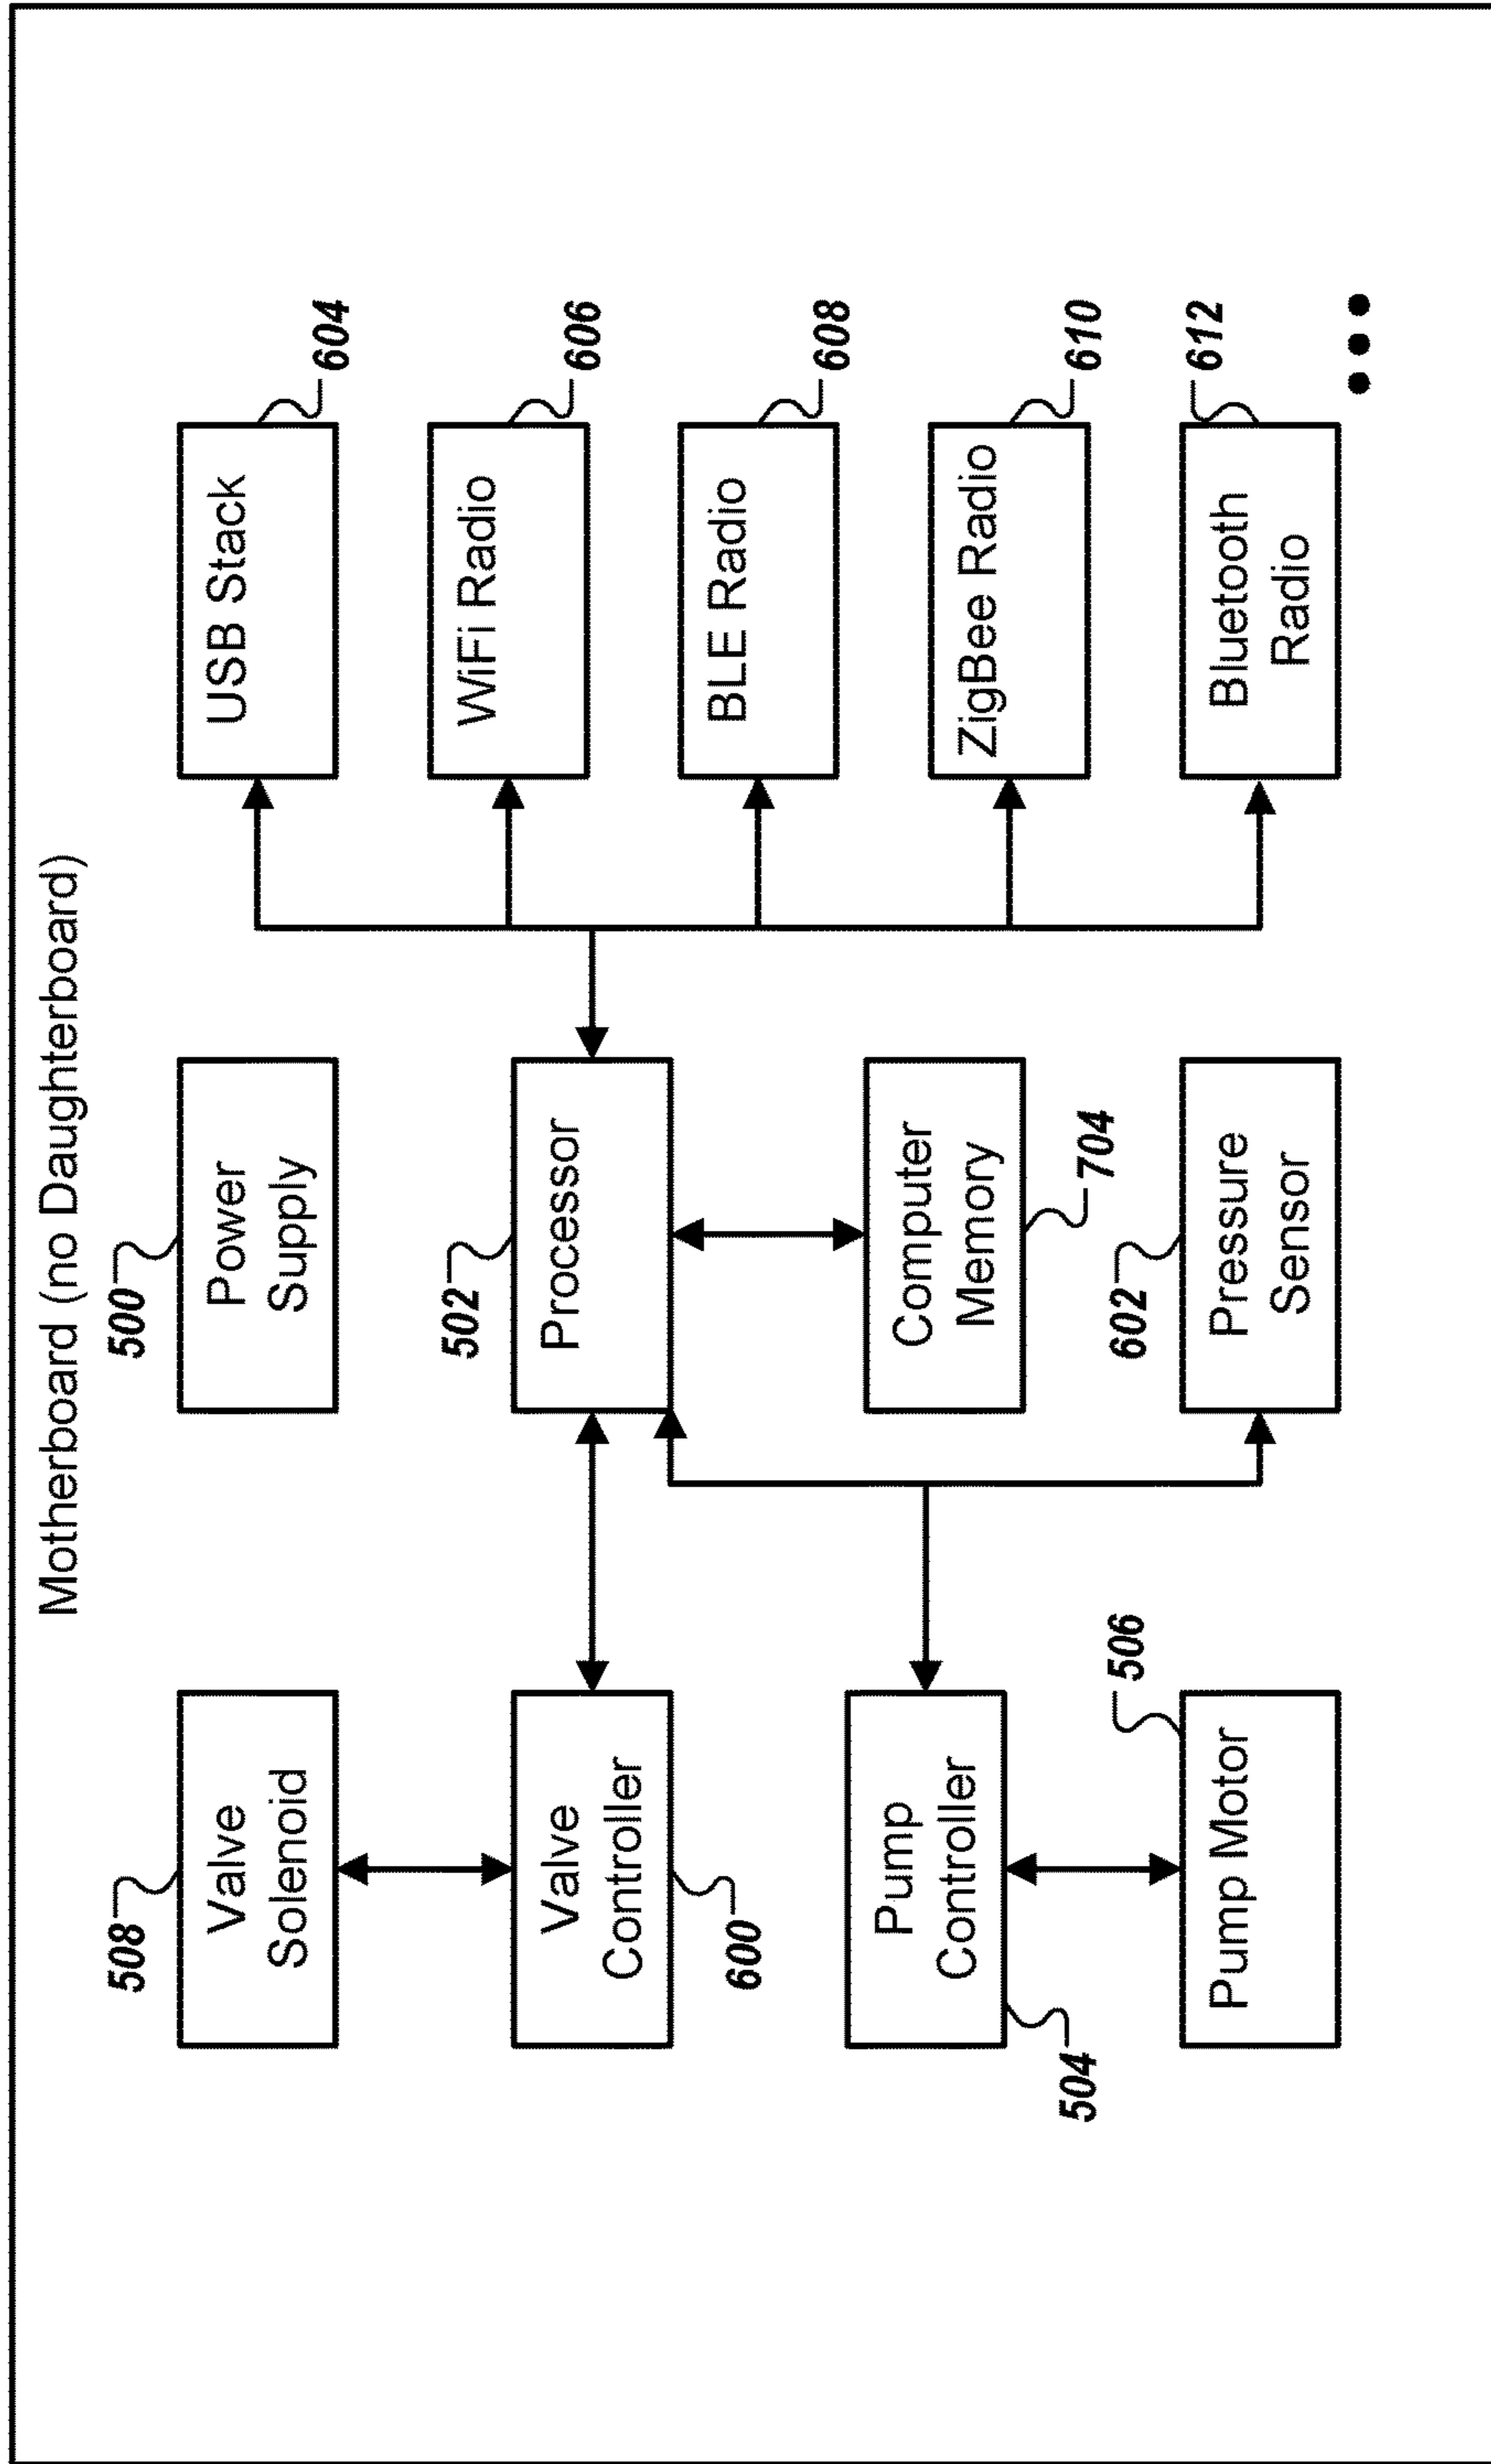 Motherboard (no Daughterboard)
508
Valve
Solenoid
500
Power
Supply
USB Stack
604
WiFi Radio
606
Valve
Controller
600
502
Processor
BLE Radio
608
Pump
Controller
504
Computer
Memory
704
ZigBee Radio
610
506
Pump Motor
602
Pressure
Sensor
612
Bluetooth
Radio